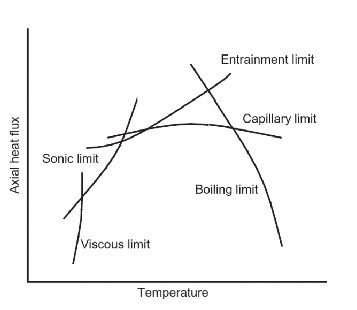 Entrainment limit
Capillary limit
Sonic limit
Boiling limit
Viscous limit
Axial heat flux
Temperature